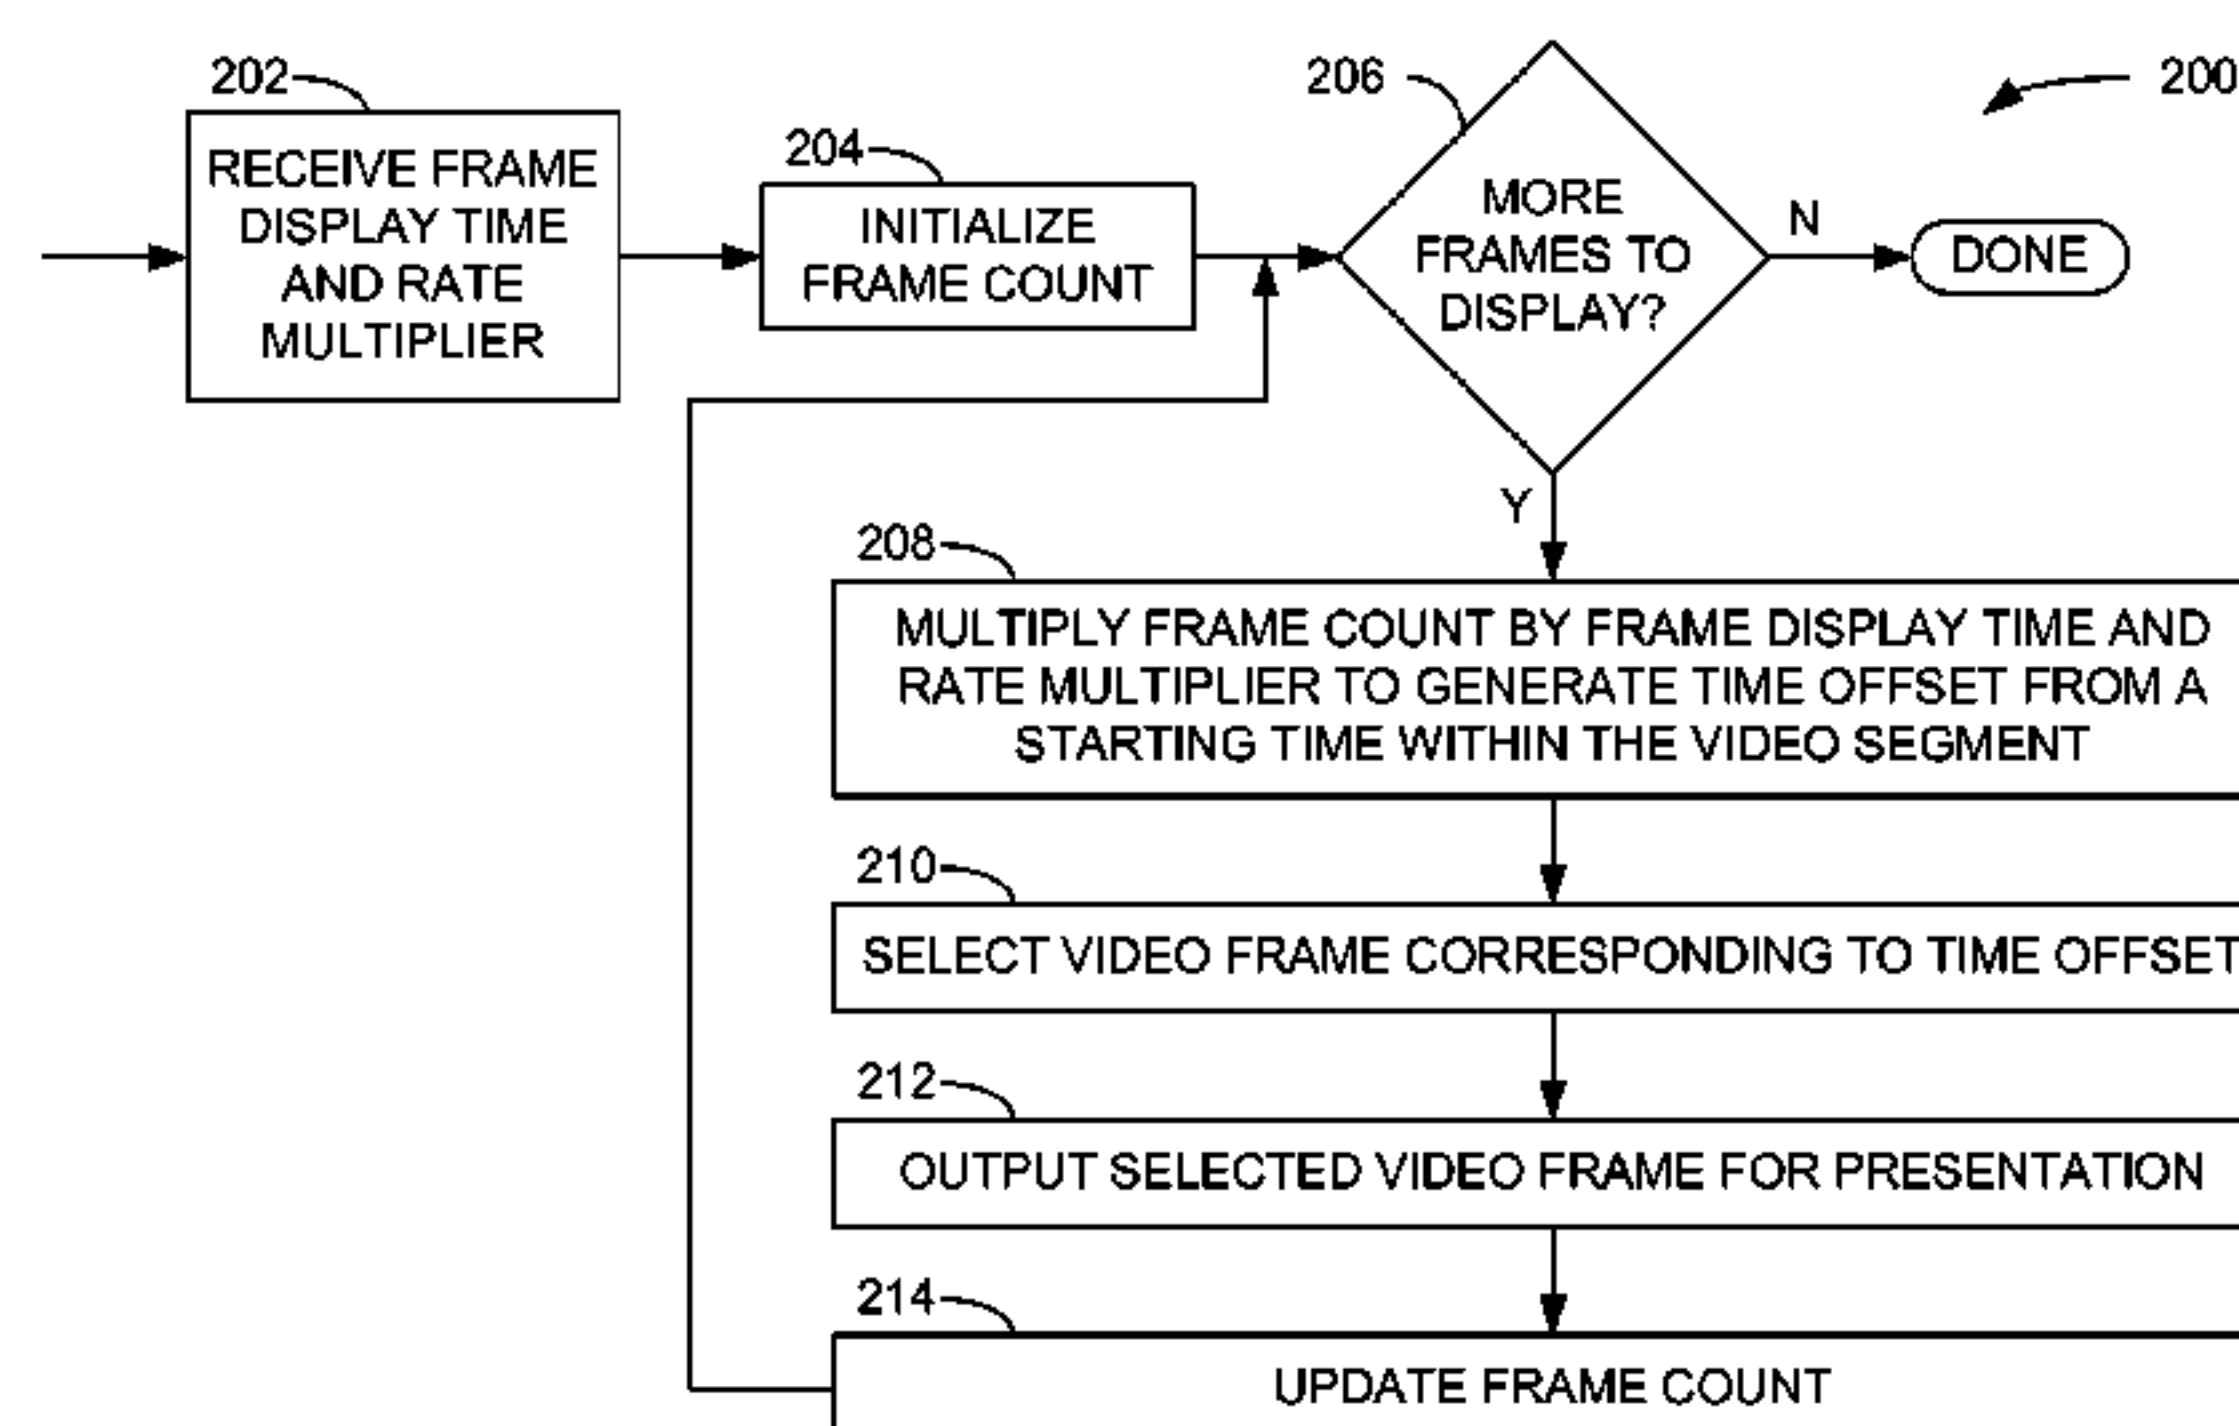 202
RECEIVE FRAME
DISPLAY TIME
AND RATE
MULTIPLIER
204
INITIALIZE
FRAME COUNT
206
MORE
FRAMES TO
DISPLAY?
200
N
DONE
Y
208
MULTIPLY FRAME COUNT BY FRAME DISPLAY TIME AND
RATE MULTIPLIER TO GENERATE TIME OFFSET FROM A
STARTING TIME WITHIN THE VIDEO SEGMENT
210
SELECT VIDEO FRAME CORRESPONDING TO TIME OFFSET
212
OUTPUT SELECTED VIDEO FRAME FOR PRESENTATION
214
UPDATE FRAME COUNT